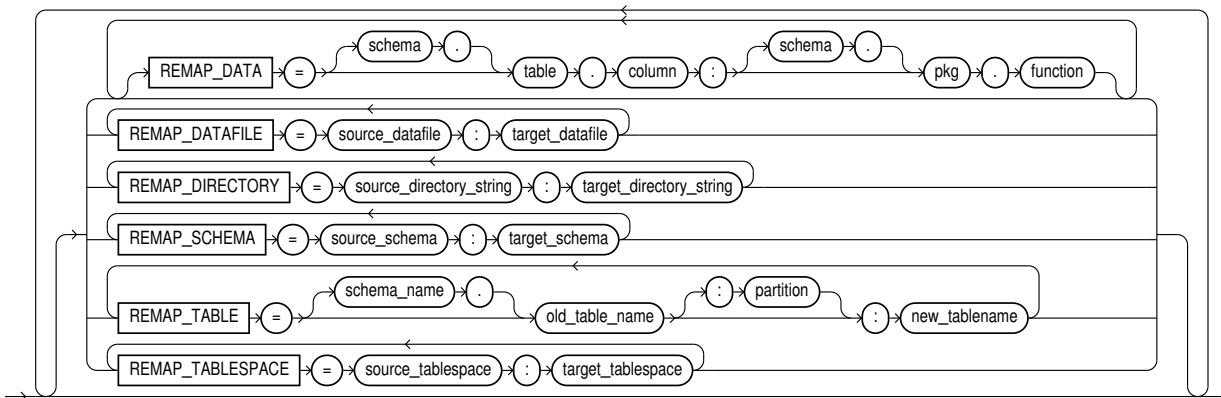 REMAP_DATA = schema . table . column : schema . pkg . function
REMAP_DATAFILE = source_datafile : target_datafile
REMAP_DIRECTORY = source_directory_string : target_directory_string
REMAP_SCHEMA = source_schema : target_schema
REMAP_TABLE = schema_name . old_table_name : partition : new_tablename
REMAP_TABLESPACE = source_tablespace : target_tablespace